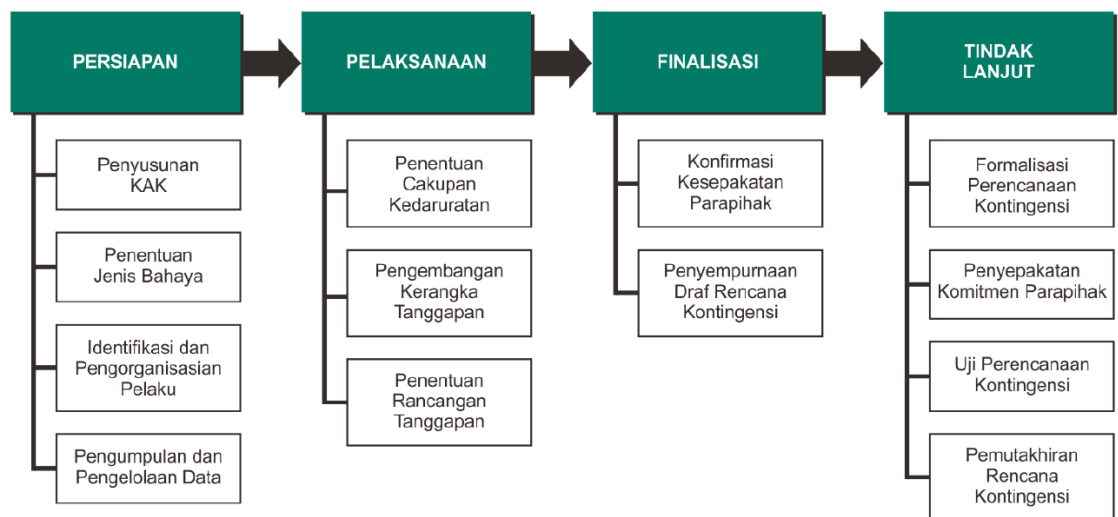 PERSIAPAN
Penyusunan
KAK
Penentuan
Jenis Bahaya
Identifikasi dan
Pengorganisasian
Pelaku
Pengumpulan dan
Pengelolaan Data
PELAKSANAAN
Penentuan
Cakupan
Kedaruratan
Pengembangan
Kerangka
Tanggapan
Penentuan
Rancangan
Tanggapan
FINALISASI
Konfirmasi
Kesepakatan
Parapihak
Penyempurnaan
Draf Rencana
Kontingensi
TINDAK
LANJUT
Formalisasi
Perencanaan
Kontingensi
Penyepakatan
Komitmen Parapihak
Uji Perencanaan
Kontingensi
Pemutakhiran
Rencana
Kontingensi